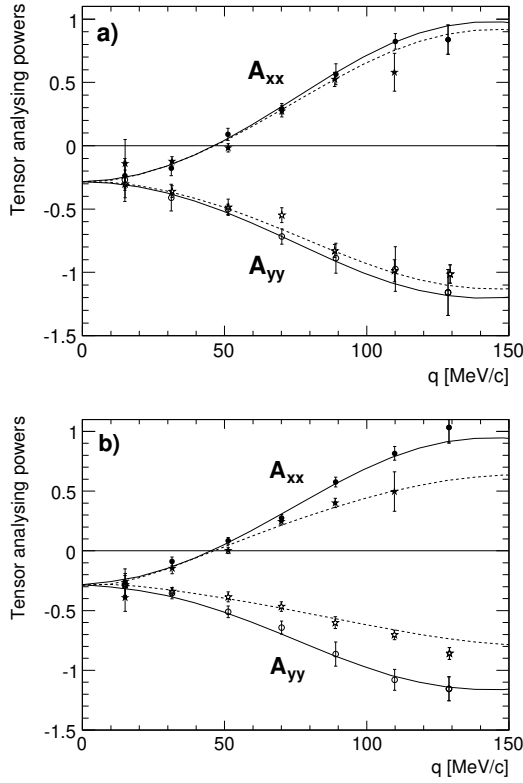 Tensor analysing powers
a)
1
0.5
0
-0.5
-1
-1.5
A_xx
A_yy
0 50 100 150
q [MeV/c]
Tensor analysing powers
b)
1
0.5
0
-0.5
-1
-1.5
A_xx
A_yy
0 50 100 150
q [MeV/c]